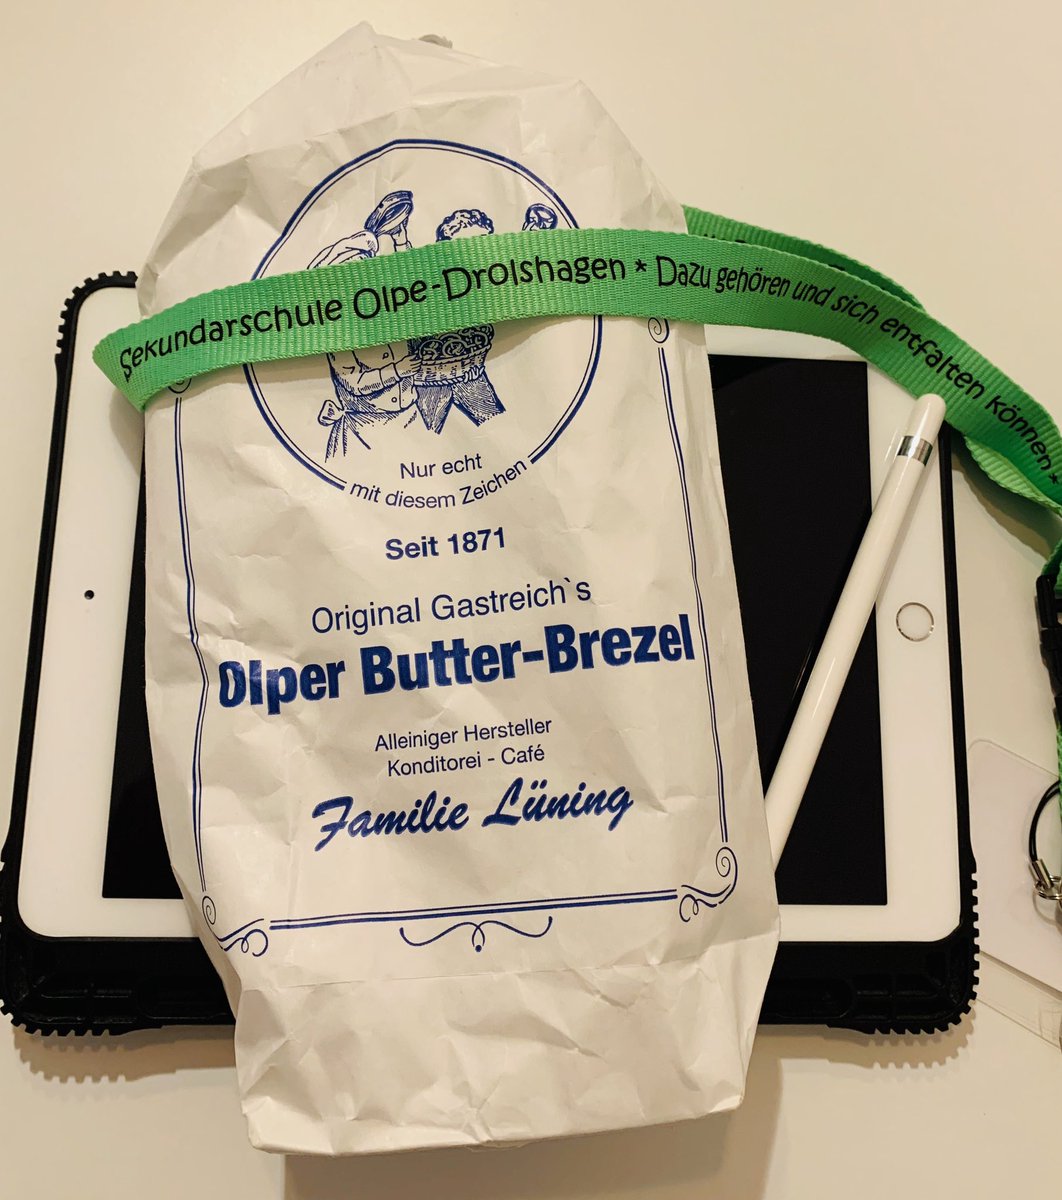 Sekundarschule Olpe-Drolshagen * Dazu gehören und sich entfalten können *
Nur echt
mit diesem Zeichen
Seit 1871
Original Gastreich`s
Olper Butter-Brezel
Alleiniger Hersteller
Konditorei - Café
Familie Lüning